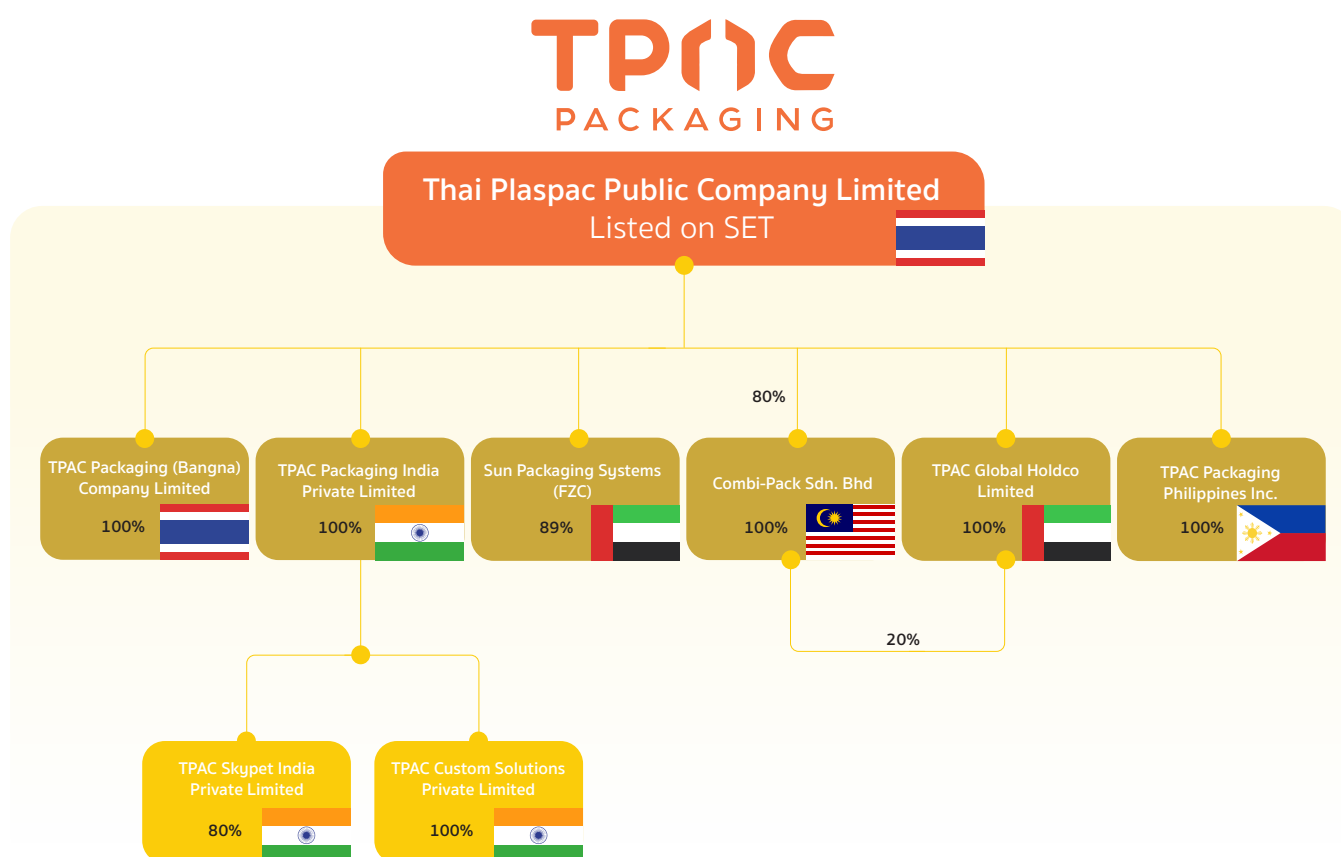 TPAC
PACKAGING
Thai Plaspac Public Company Limited
Listed on SET
80%
TPAC Packaging (Bangna)
Company Limited
100%
TPAC Packaging India
Private Limited
100%
Sun Packaging Systems
(FZC)
89%
Combi-Pack Sdn. Bhd
100%
TPAC Global Holdco
Limited
100%
TPAC Packaging
Philippines Inc.
100%
20%
TPAC Skypet India
Private Limited
80%
TPAC Custom Solutions
Private Limited
100%